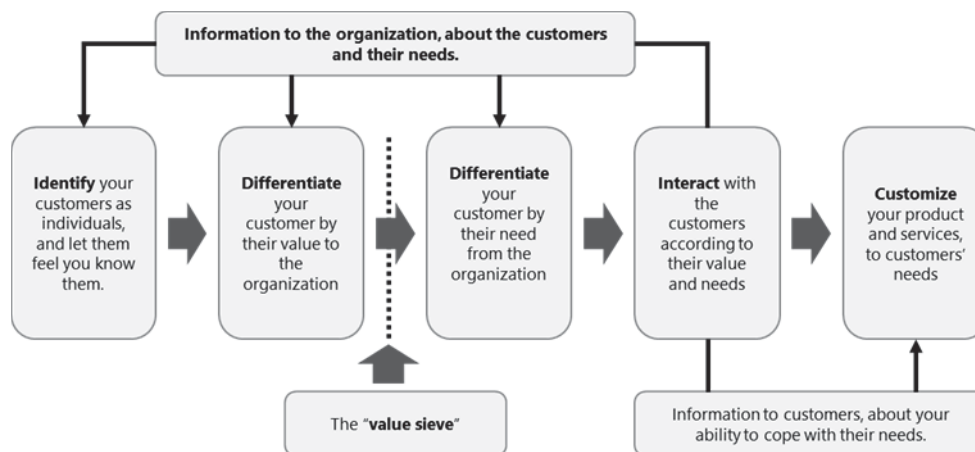 Information to the organization, about the customers
and their needs.
Identify your
customers as
individuals,
and let them
feel you know
them.
Differentiate
your
customer by
their value to
the
organization
Differentiate
your
customer by
their need
from the
organization
Interact with
the
customers
according to
their value
and needs
Customize
your product
and services,
to customers’
needs
The “value sieve”
Information to customers, about your
ability to cope with their needs.